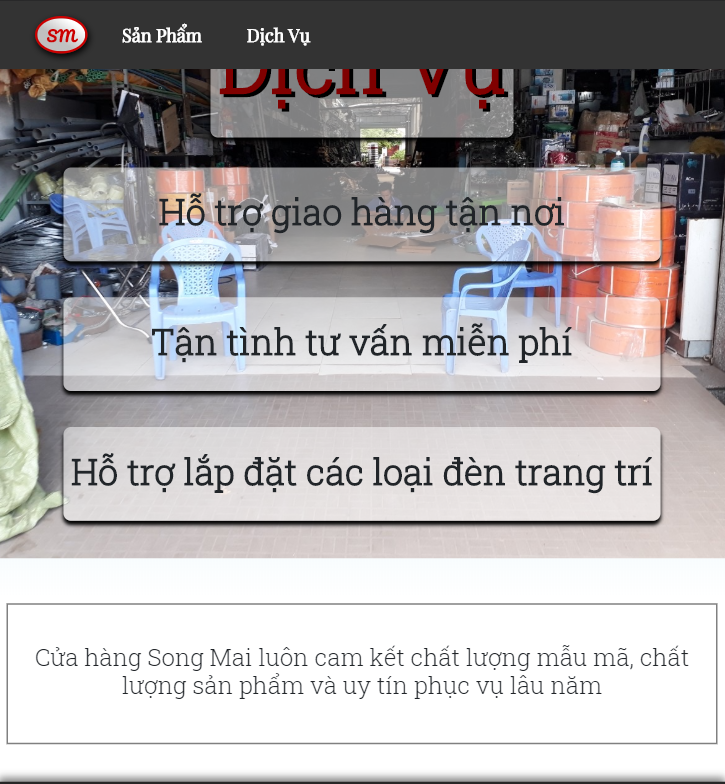 sm
Sản Phẩm
Dịch Vụ
Dịch Vụ
Hỗ trợ giao hàng tận nơi
Tận tình tư vấn miễn phí
Hỗ trợ lắp đặt các loại đèn trang trí
Cửa hàng Song Mai luôn cam kết chất lượng mẫu mã, chất
lượng sản phẩm và uy tín phục vụ lâu năm